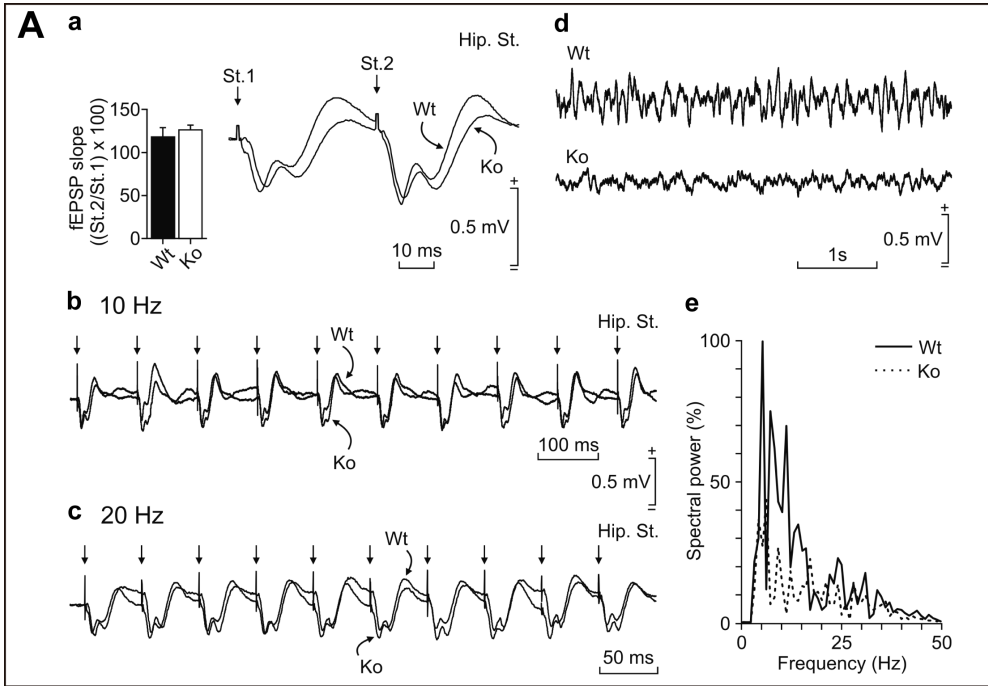 A
a
Hip. St.
St.1
St.2
150
100
50
0
fEPSP slope
((St.2/St.1) x 100)
Wt
Ko
Wt
Ko
+
0.5 mV
=
10 ms
d
Wt
Ko
+
0.5 mV
=
1s
b 10 Hz
Hip. St.
Wt
Ko
100 ms
+
0.5 mV
=
c 20 Hz
Hip. St.
Wt
Ko
50 ms
e
Wt
Ko
100
50
0
Spectral power (%)
0 25 50
Frequency (Hz)